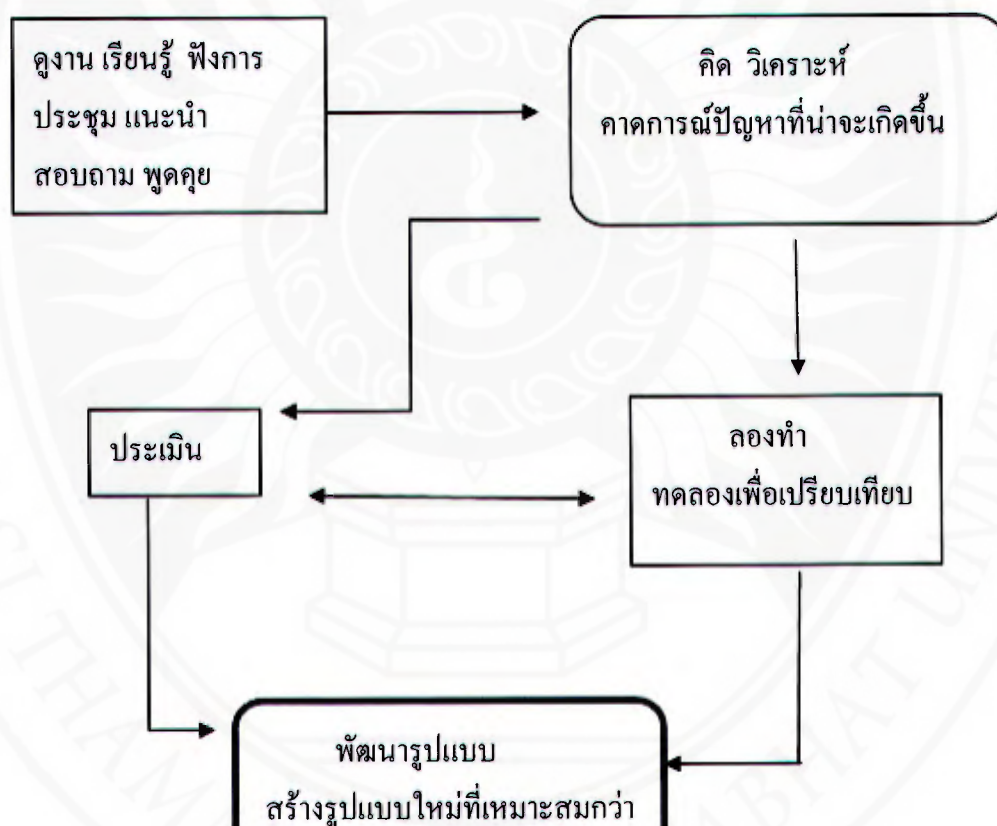 ดูงาน เรียนรู้ ฟังการ
ประชุม แนะนำ
สอบถาม พูดคุย
คิด วิเคราะห์
คาดการณ์ปัญหาที่น่าจะเกิดขึ้น
ประเมิน
ลองทำ
ทดลองเพื่อเปรียบเทียบ
พัฒนารูปแบบ
สร้างรูปแบบใหม่ที่เหมาะสมกว่า